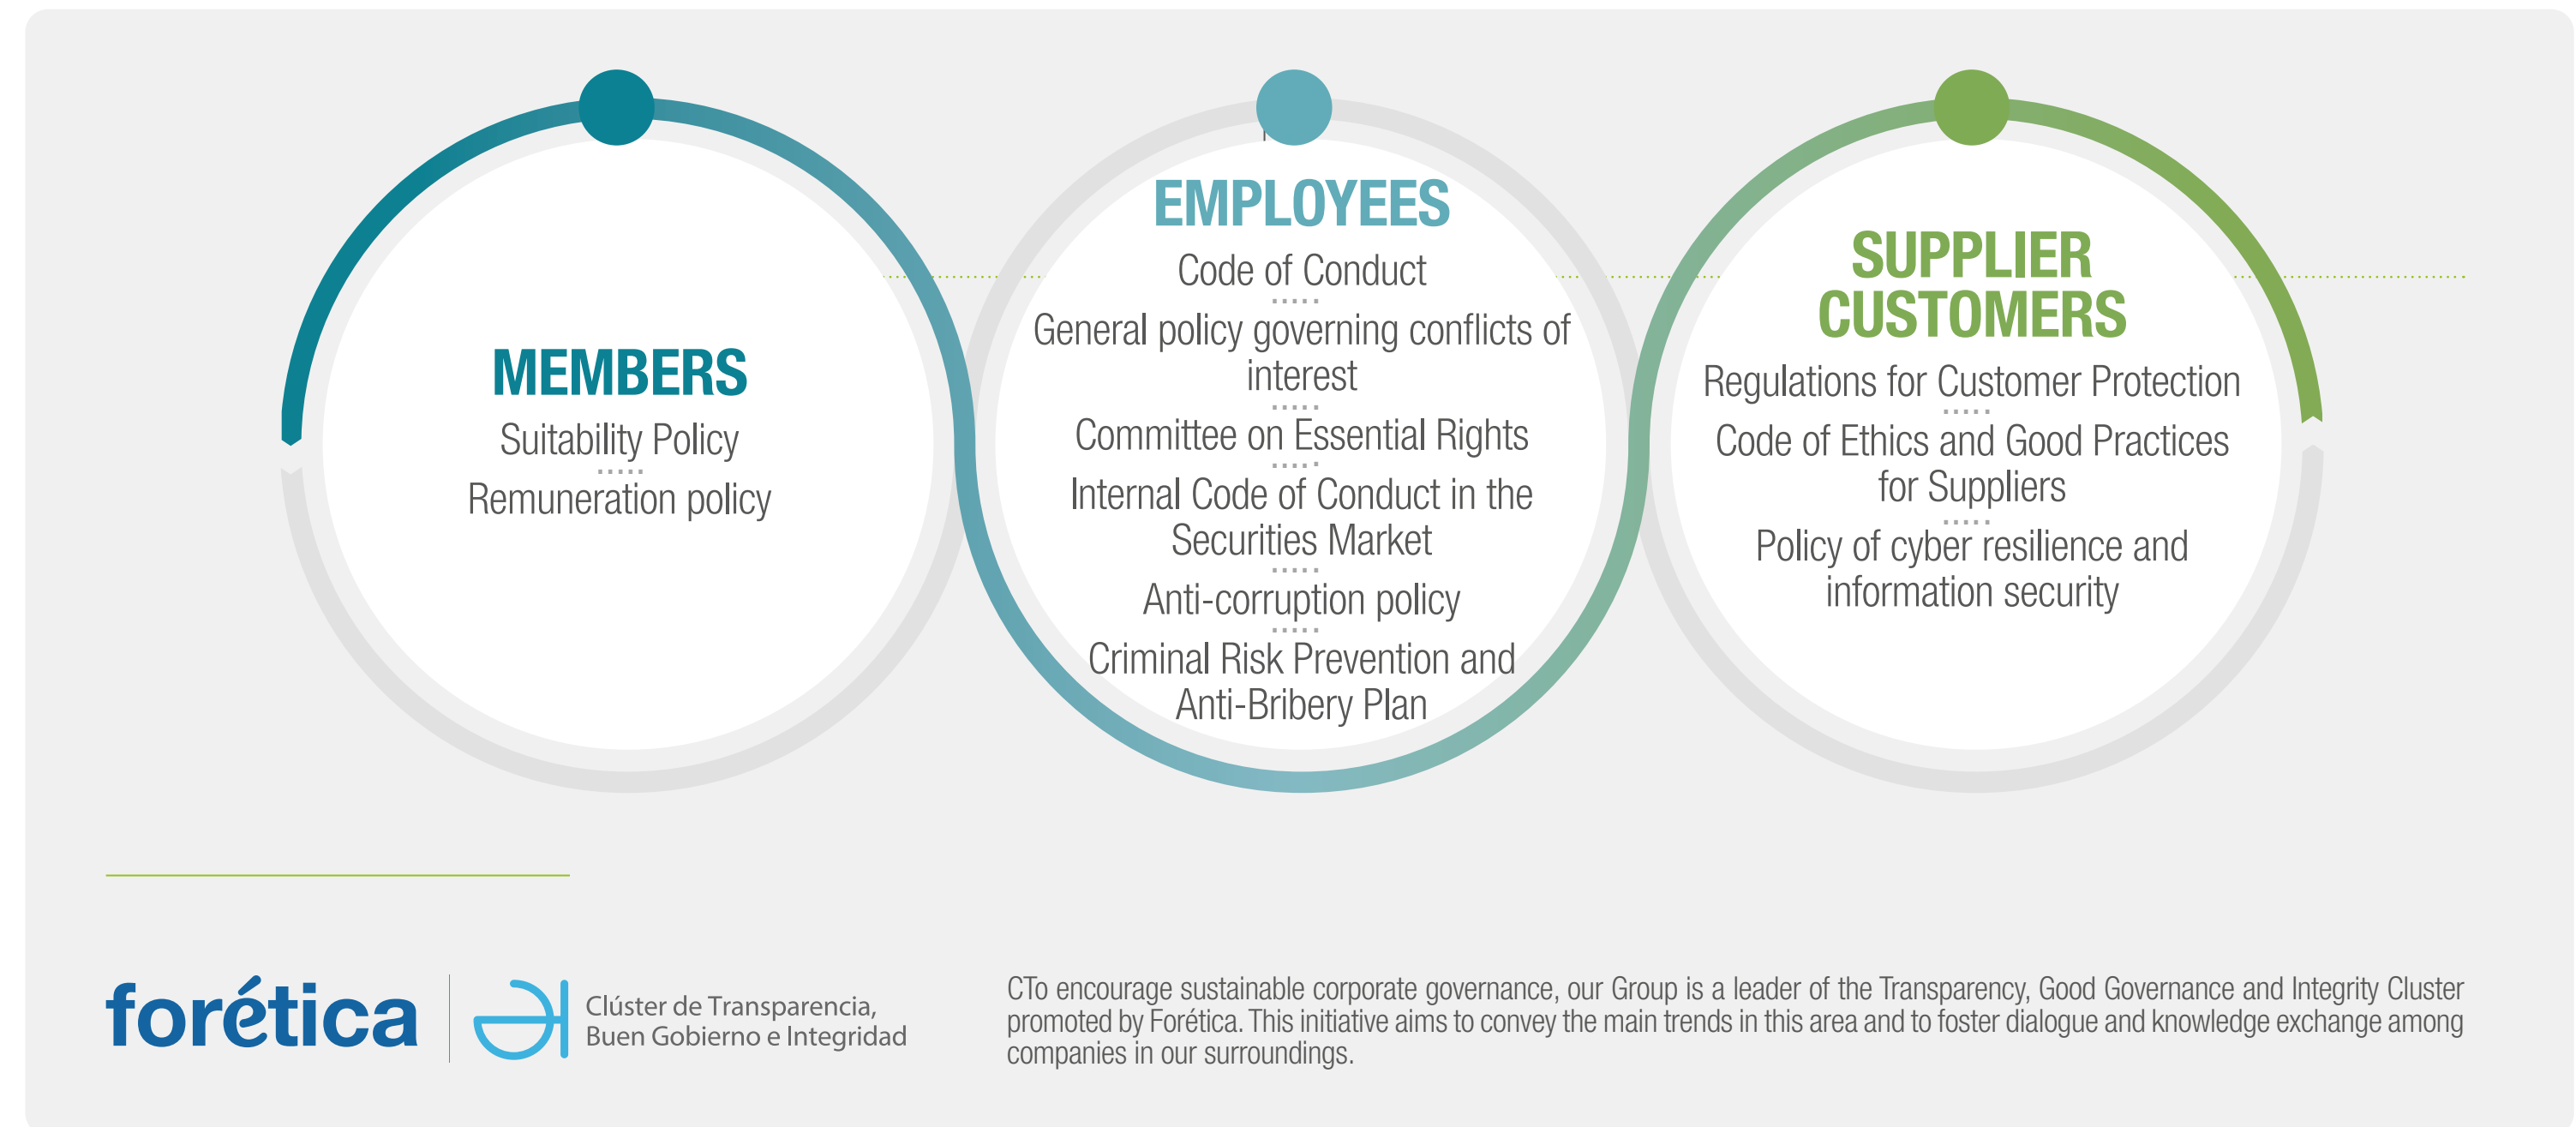 MEMBERS
Suitability Policy
Remuneration policy
EMPLOYEES
Code of Conduct
General policy governing conflicts of
interest
Committee on Essential Rights
Internal Code of Conduct in the
Securities Market
Anti-corruption policy
Criminal Risk Prevention and
Anti-Bribery Plan
SUPPLIER
CUSTOMERS
Regulations for Customer Protection
Code of Ethics and Good Practices
for Suppliers
Policy of cyber resilience and
information security
forética
Clúster de Transparencia,
Buen Gobierno e Integridad
CTo encourage sustainable corporate governance, our Group is a leader of the Transparency, Good Governance and Integrity Cluster
promoted by Forética. This initiative aims to convey the main trends in this area and to foster dialogue and knowledge exchange among
companies in our surroundings.